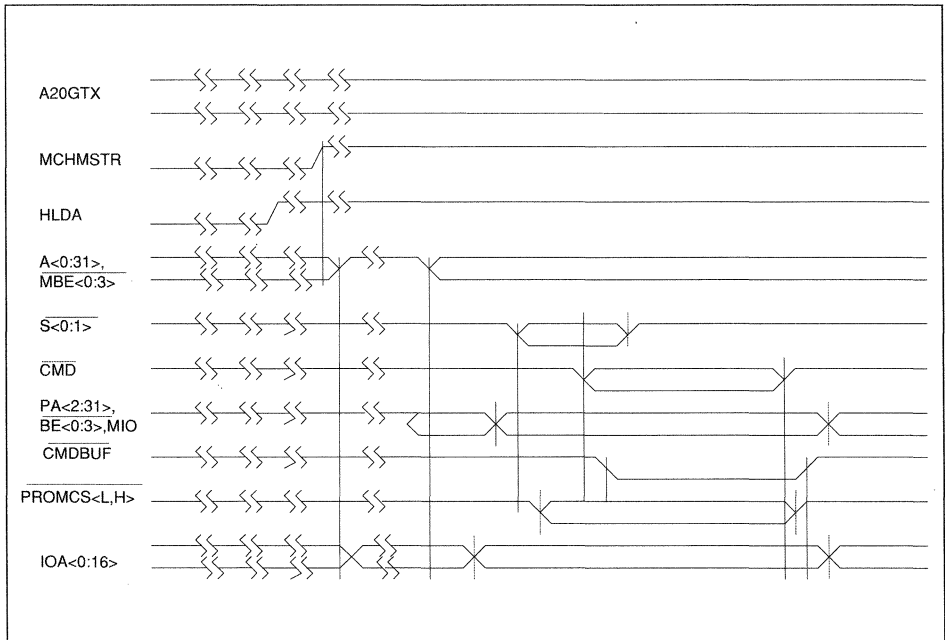 A20GTX
MCHMSTR
HLDA
A<0:31>,
MBE<0:3>
S<0:1>
CMD
PA<2:31>,
BE<0:3>,MIO
CMDBUF
PROMCS<L,H>
IOA<0:16>